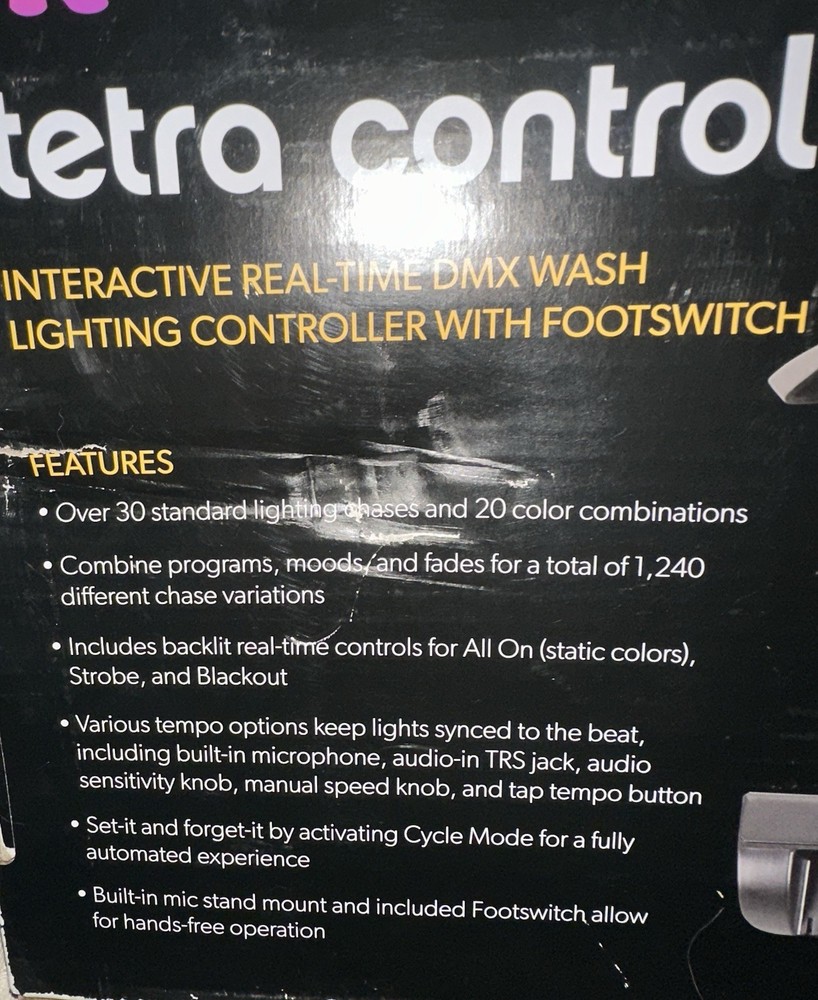 tetra control
INTERACTIVE REAL-TIME DMX WASH
LIGHTING CONTROLLER WITH FOOTSWITCH
FEATURES
• Over 30 standard lighting chases and 20 color combinations
• Combine programs, moods, and fades for a total of 1,240
different chase variations
• Includes backlit real-time controls for All On (static colors),
Strobe, and Blackout
• Various tempo options keep lights synced to the beat,
including built-in microphone, audio-in TRS jack, audio
sensitivity knob, manual speed knob, and tap tempo button
• Set-it and forget-it by activating Cycle Mode for a fully
automated experience
• Built-in mic stand mount and included Footswitch allow
for hands-free operation